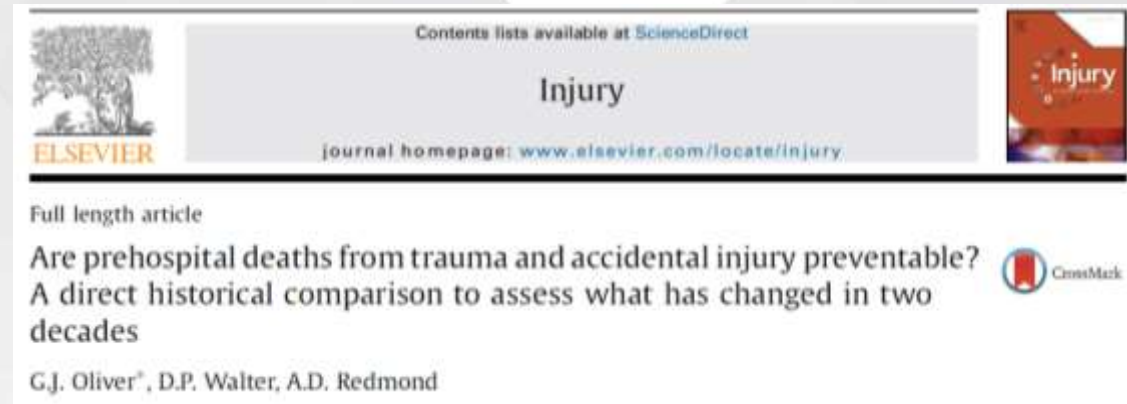 Contents lists available at ScienceDirect
Injury
journal homepage: www.elsevier.com/locate/injury
ELSEVIER
Injury
Full length article
Are prehospital deaths from trauma and accidental injury preventable?
A direct historical comparison to assess what has changed in two
decades
CrossMark
G.J. Oliver*, D.P. Walter, A.D. Redmond